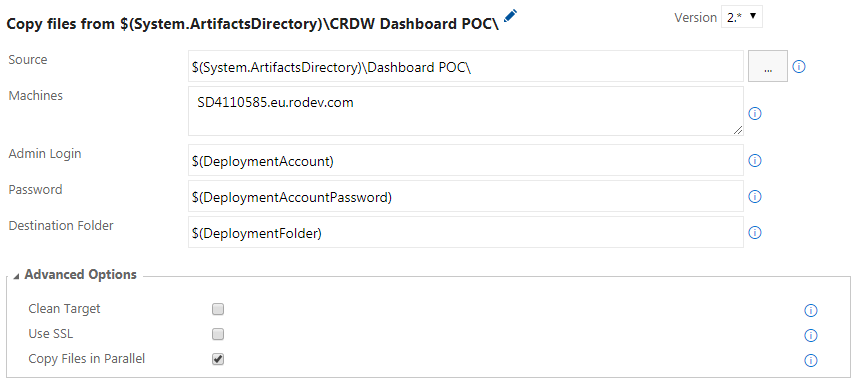 Copy files from $(System.ArtifactsDirectory)\CRDW Dashboard POC\
Version 2.*
Source $(System.ArtifactsDirectory)\Dashboard POC\ ...
Machines SD4110585.eu.rodev.com
Admin Login $(DeploymentAccount)
Password $(DeploymentAccountPassword)
Destination Folder $(DeploymentFolder)
Advanced Options
Clean Target
Use SSL
Copy Files in Parallel